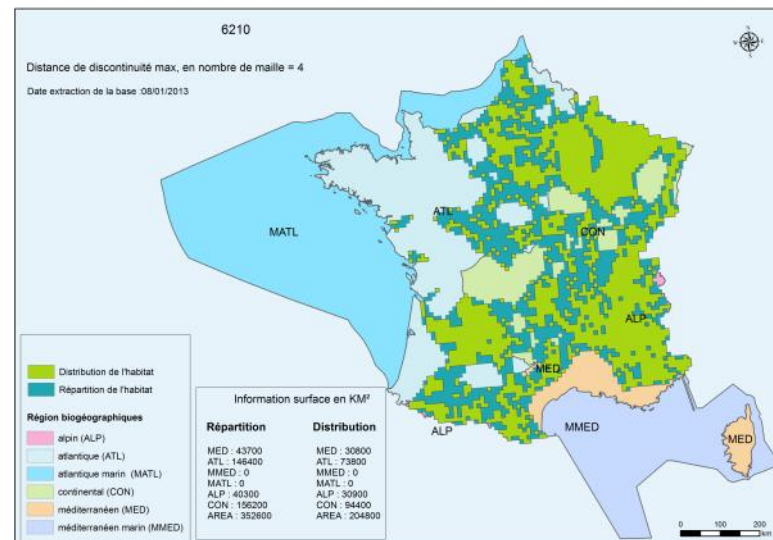 6210
Distance de discontinuité max, en nombre de maille = 4
Date extraction de la base :08/01/2013
MATL
ATL
CON
ALP
MED
ALP
MMED
MED
Distribution de l'habitat
Répartition de l'habitat
Région biogéographiques
alpin (ALP)
atlantique (ATL)
atlantique marin (MATL)
continental (CON)
méditerranéen (MED)
méditerranéen marin (MMED)
Information surface en KM²
Répartition Distribution
MED : 43700 MED : 30800
ATL : 146400 ATL : 73800
MMED : 0 MMED : 0
MATL : 0 MATL : 0
ALP : 40300 ALP : 30900
CON : 156200 CON : 94400
AREA : 352600 AREA : 204800
0 100 200
km